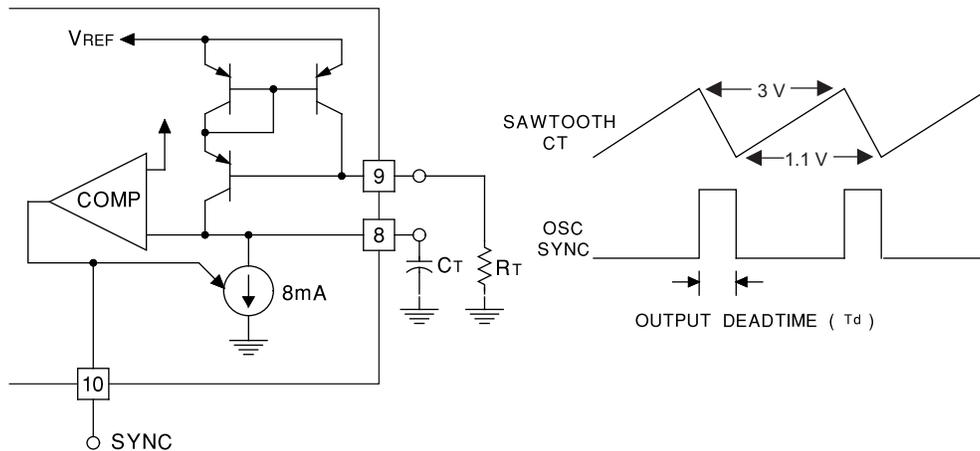 VREF
3 V
SAWTOOTH
CT
1.1 V
COMP
9
8
OSC
SYNC
CT
RT
8mA
OUTPUT DEADTIME ( Td )
10
SYNC